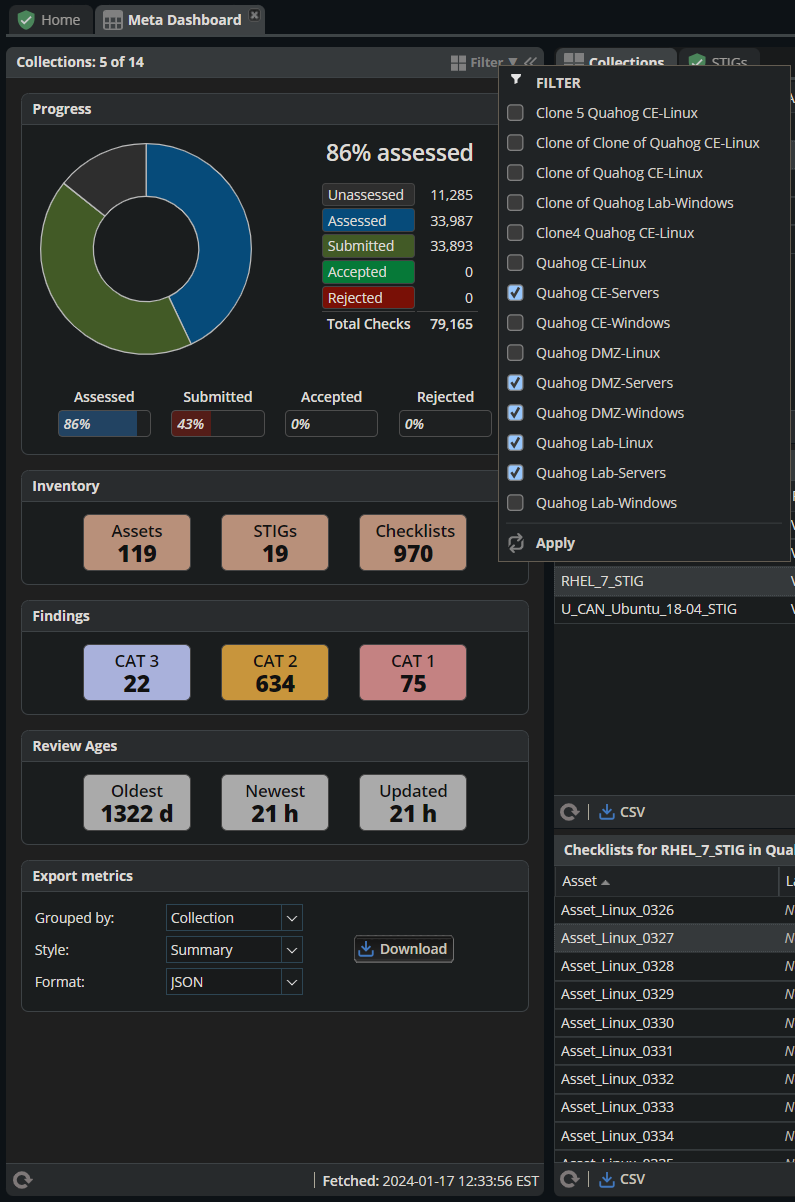 Home
Meta Dashboard
Collections: 5 of 14
Filter
Collections
STIGs
FILTER
Clone 5 Quahog CE-Linux
Clone of Clone of Quahog CE-Linux
Clone of Quahog CE-Linux
Clone of Quahog Lab-Windows
Clone4 Quahog CE-Linux
Quahog CE-Linux
Quahog CE-Servers
Quahog CE-Windows
Quahog DMZ-Linux
Quahog DMZ-Servers
Quahog DMZ-Windows
Quahog Lab-Linux
Quahog Lab-Servers
Quahog Lab-Windows
Apply
Progress
86% assessed
Unassessed 11,285
Assessed 33,987
Submitted 33,893
Accepted 0
Rejected 0
Total Checks 79,165
Assessed Submitted Accepted Rejected
86% 43% 0% 0%
Inventory
Assets STIGs Checklists
119 19 970
Findings
CAT 3 CAT 2 CAT 1
22 634 75
Review Ages
Oldest Newest Updated
1322 d 21 h 21 h
Export metrics
Grouped by: Collection
Style: Summary
Format: JSON
Download
Fetched: 2024-01-17 12:33:56 EST
RHEL_7_STIG
U_CAN_Ubuntu_18-04_STIG
CSV
Checklists for RHEL_7_STIG in
Asset
Asset_Linux_0326
Asset_Linux_0327
Asset_Linux_0328
Asset_Linux_0329
Asset_Linux_0330
Asset_Linux_0331
Asset_Linux_0332
Asset_Linux_0333
Asset_Linux_0334
CSV